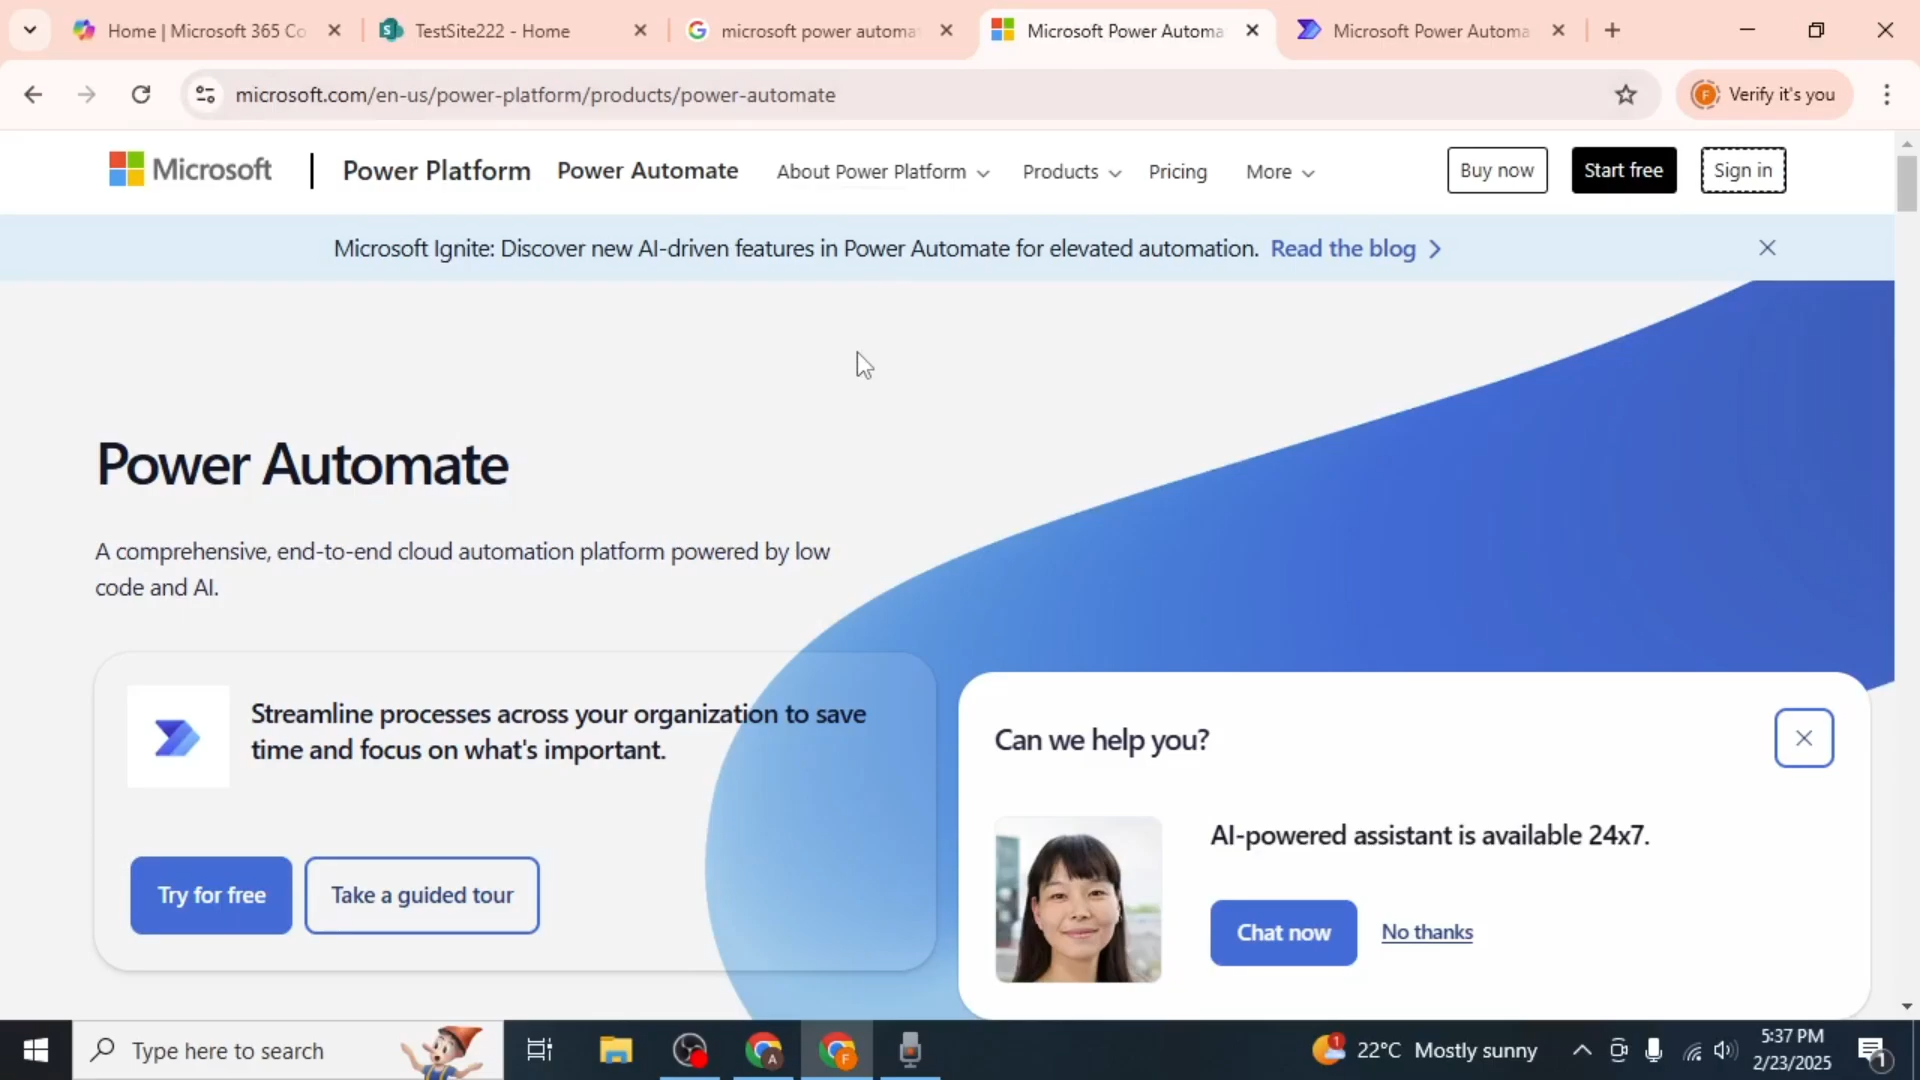 Home | Microsoft 365 Co
TestSite222 - Home
microsoft power automa
Microsoft Power Automa
Microsoft Power Automa
microsoft.com/en-us/power-platform/products/power-automate
Verify it's you
Microsoft
Power Platform
Power Automate
About Power Platform
Products
Pricing
More
Buy now
Start free
Sign in
Microsoft Ignite: Discover new AI-driven features in Power Automate for elevated automation. Read the blog
Power Automate
A comprehensive, end-to-end cloud automation platform powered by low
code and AI.
Streamline processes across your organization to save
time and focus on what's important.
Try for free
Take a guided tour
Can we help you?
AI-powered assistant is available 24x7.
Chat now
No thanks
Type here to search
22°C Mostly sunny
5:37 PM
2/23/2025